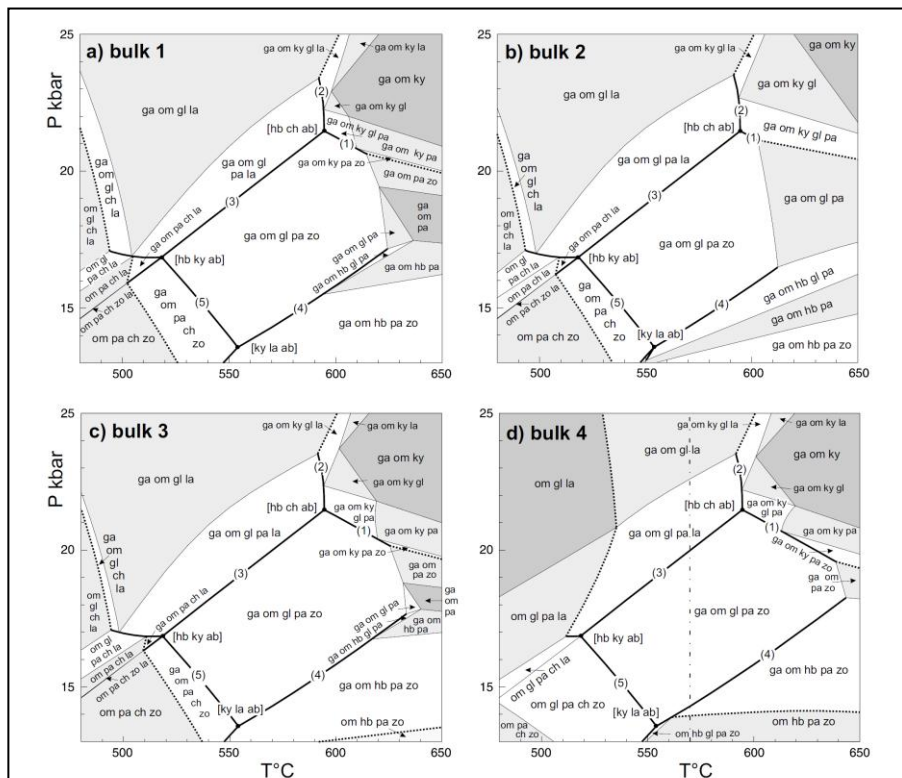 a) bulk 1
25
20
15
P kbar
500
550
600
650
ga om gl la
ga om ky gl la
ga om ky la
ga om ky
(2)
ga om ky gl
[hb ch ab]
ga om ky gl pa
(1)
ga om ky pa
ga om ky pa zo
ga om pa zo
ga
om
pa
ga om gl
pa la
(3)
ga
om
gl
ch
la
om
gl
ch
la
ga om pa ch la
om gl
pa ch la
om pa ch la
om pa ch zo la
[hb ky ab]
ga om gl pa zo
ga om gl pa
ga om hb gl pa
ga om hb pa
(5)
(4)
ga
om
pa
ch
zo
om pa ch zo
[ky la ab]
ga om hb pa zo
b) bulk 2
25
20
15
500
550
600
650
ga om gl la
ga om ky gl la
ga om ky
ga om ky gl
(2)
[hb ch ab]
ga om ky gl pa
(1)
ga om gl pa la
(3)
ga om gl pa
ga
om
gl
ch
la
om
gl
ch
la
ga om pa ch la
om gl
pa ch la
om pa ch la
om pa ch zo la
[hb ky ab]
ga om gl pa zo
(5)
(4)
ga
om
pa
ch
zo
om pa ch zo
[ky la ab]
ga om hb gl pa
ga om hb pa
ga om hb pa zo
c) bulk 3
25
20
15
P kbar
500
550
600
650
T°C
ga om gl la
ga om ky gl la
ga om ky la
ga om ky
(2)
ga om ky gl
[hb ch ab]
ga om ky
gl pa
(1)
ga om ky pa
ga om ky pa zo
ga om
pa zo
ga
om
pa
ga om gl pa la
(3)
ga
om
gl
ch
la
om
gl
ch
la
ga om pa ch la
om gl
pa ch la
om pa ch la
om pa ch zo la
[hb ky ab]
ga om gl pa zo
ga om gl pa
ga om hb gl pa
ga om
hb pa
(5)
(4)
ga
om
pa
ch
zo
om pa ch zo
[ky la ab]
ga om hb pa zo
om hb pa zo
d) bulk 4
25
20
15
500
550
600
650
T°C
om gl la
ga om gl la
ga om ky gl la
ga om ky la
ga om ky
(2)
ga om ky gl
[hb ch ab]
ga om ky
gl pa
(1)
ga om ky pa
ga om ky pa zo
ga om
pa zo
ga om gl pa la
(3)
om gl pa la
[hb ky ab]
ga om gl pa zo
om gl pa ch la
(5)
(4)
om gl pa ch zo
om pa
ch zo
[ky la ab]
ga om hb pa zo
om hb pa zo
om hb gl pa zo